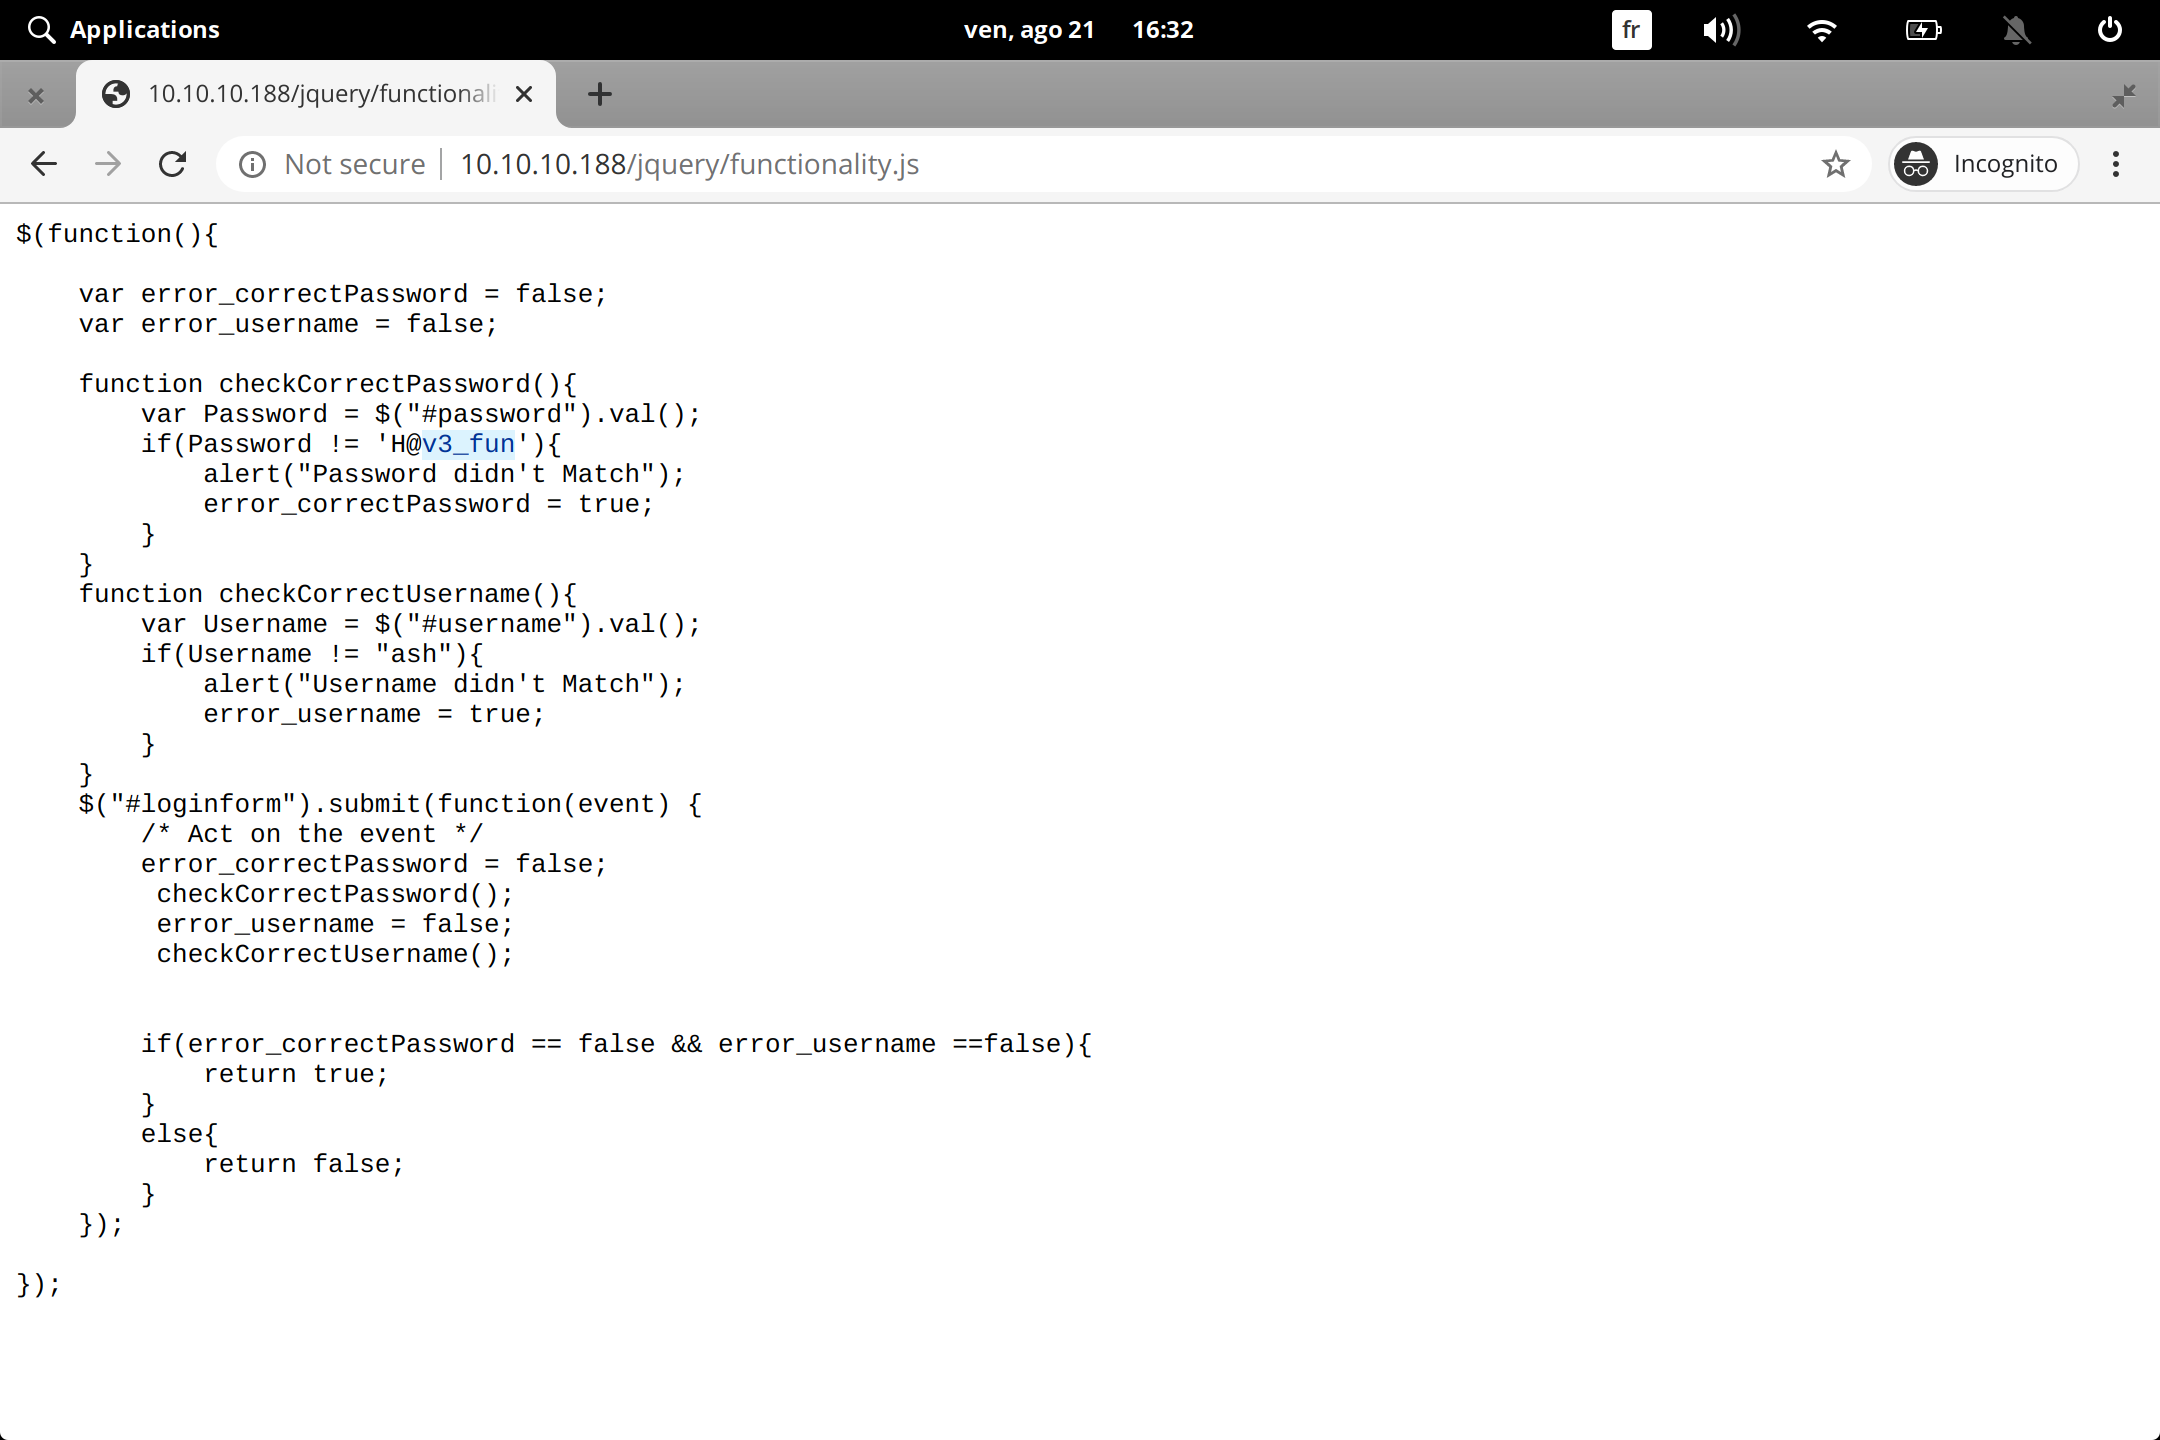 Applications
ven, ago 21 16:32
fr
10.10.10.188/jquery/functionali
Not secure 10.10.10.188/jquery/functionality.js
Incognito
$(function(){
    var error_correctPassword = false;
    var error_username = false;
    function checkCorrectPassword(){
        var Password = $("#password").val();
        if(Password != 'H@v3_fun'){
            alert("Password didn't Match");
            error_correctPassword = true;
        }
    }
    function checkCorrectUsername(){
        var Username = $("#username").val();
        if(Username != "ash"){
            alert("Username didn't Match");
            error_username = true;
        }
    }
    $("#loginform").submit(function(event) {
        /* Act on the event */
        error_correctPassword = false;
         checkCorrectPassword();
         error_username = false;
         checkCorrectUsername();
        if(error_correctPassword == false && error_username ==false){
            return true;
        }
        else{
            return false;
        }
    });
});